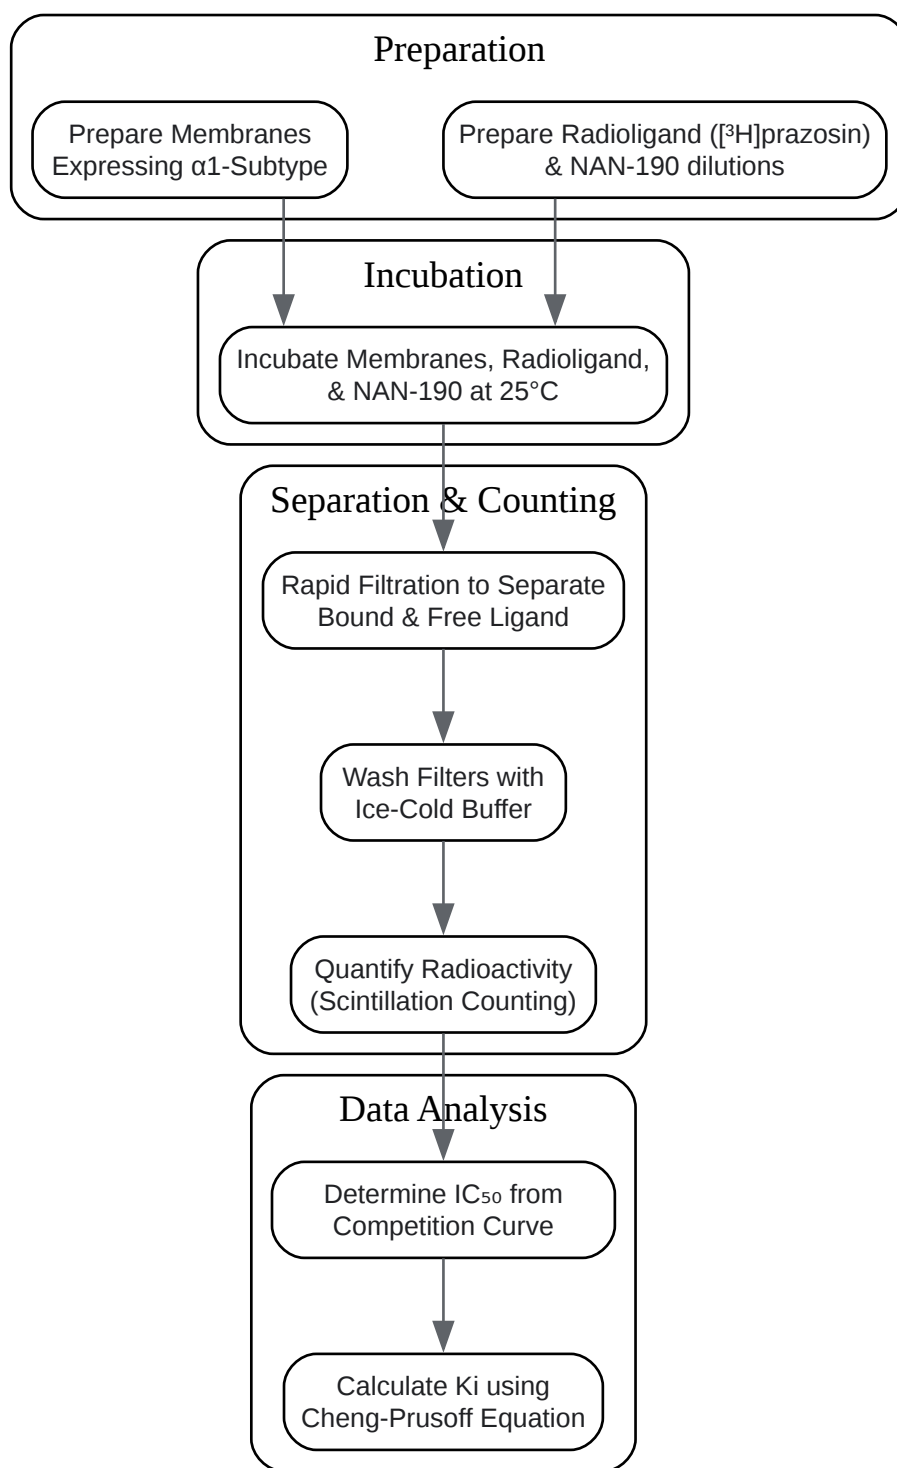 Preparation
Prepare Membranes
Expressing α1-Subtype
Prepare Radioligand ([³H]prazosin)
& NAN-190 dilutions
Incubation
Incubate Membranes, Radioligand,
& NAN-190 at 25°C
Separation & Counting
Rapid Filtration to Separate
Bound & Free Ligand
Wash Filters with
Ice-Cold Buffer
Quantify Radioactivity
(Scintillation Counting)
Data Analysis
Determine IC₅₀ from
Competition Curve
Calculate Ki using
Cheng-Prusoff Equation